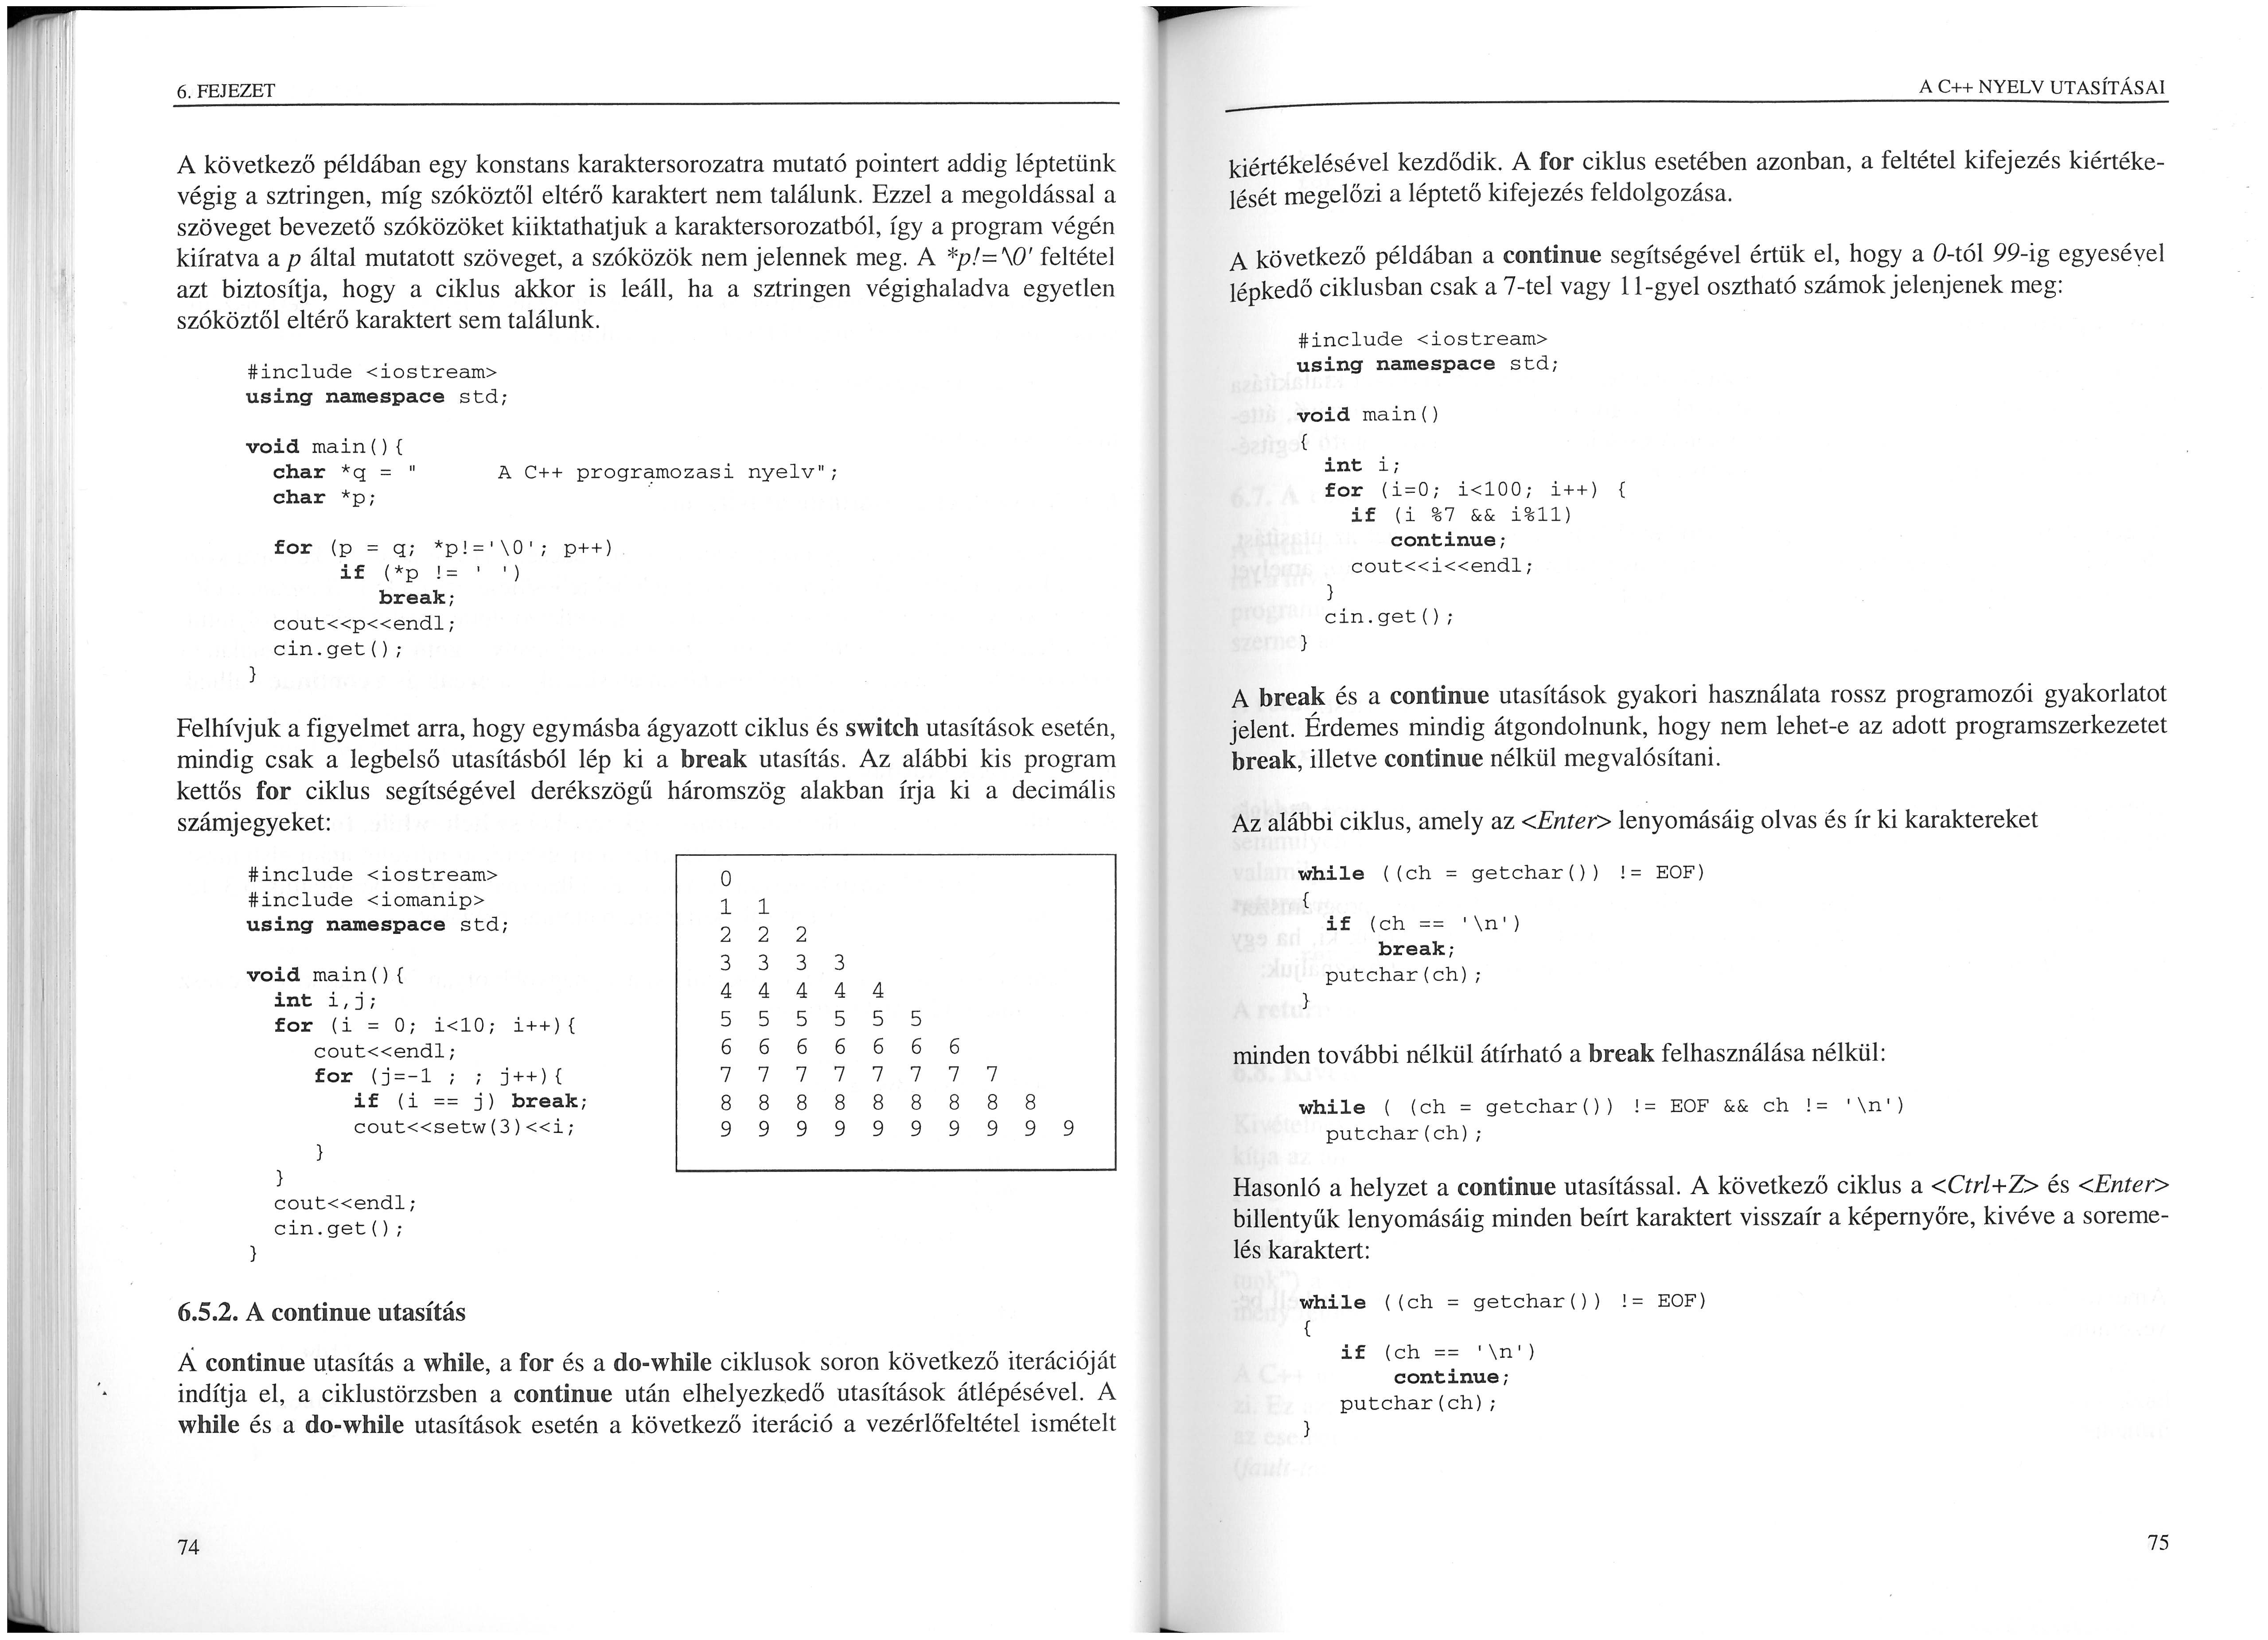 6. FEJEZET
A következő példában egy konstans karaktersorozatra mutató pointert addig léptetünk
végig a sztringen, míg szóköztől eltérő karaktert nem találunk. Ezzel a megoldással a
szöveget bevezető szóközöket kiiktathatjuk a karaktersorozatból, így a program végén
kiíratva a p által mutatott szöveget, a szóközök nem jelennek meg. A *p!='\0' feltétel
azt biztosítja, hogy a ciklus akkor is leáll, ha a sztringen végighaladva egyetlen
szóköztől eltérő karaktert sem találunk.
#include <iostream>
using namespace std;
void main(){
char *q = "      A C++ programozasi nyelv";
char *p;
for (p = q; *p!='\0'; p++)
if (*p != ' ')
break;
cout<<p<<endl;
cin.get();
}
Felhívjuk a figyelmet arra, hogy egymásba ágyazott ciklus és switch utasítások esetén,
mindig csak a legbelső utasításból lép ki a break utasítás. Az alábbi kis program
kettős for ciklus segítségével derékszögű háromszög alakban írja ki a decimális
számjegyeket:
#include <iostream>
#include <iomanip>
using namespace std;
void main(){
int i,j;
for (i = 0; i<10; i++){
cout<<endl;
for (j=-1 ; ; j++){
if (i == j) break;
cout<<setw(3)<<i;
}
}
cout<<endl;
cin.get();
}
0
1 1
2 2 2
3 3 3 3
4 4 4 4 4
5 5 5 5 5 5
6 6 6 6 6 6 6
7 7 7 7 7 7 7 7
8 8 8 8 8 8 8 8 8
9 9 9 9 9 9 9 9 9 9
6.5.2. A continue utasítás
A continue utasítás a while, a for és a do-while ciklusok soron következő iterációját
indítja el, a ciklustörzsben a continue után elhelyezkedő utasítások átlépésével. A
while és a do-while utasítások esetén a következő iteráció a vezérlőfeltétel ismételt
74
A C++ NYELV UTASÍTÁSAI
kiértékelésével kezdődik. A for ciklus esetében azonban, a feltétel kifejezés kiértéke-
lését megelőzi a léptető kifejezés feldolgozása.
A következő példában a continue segítségével értük el, hogy a 0-tól 99-ig egyesével
lépkedő ciklusban csak a 7-tel vagy 11-gyel osztható számok jelenjenek meg:
#include <iostream>
using namespace std;
void main()
{
int i;
for (i=0; i<100; i++) {
if (i %7 && i%11)
continue;
cout<<i<<endl;
}
cin.get();
}
A break és a continue utasítások gyakori használata rossz programozói gyakorlatot
jelent. Érdemes mindig átgondolnunk, hogy nem lehet-e az adott programszerkezetet
break, illetve continue nélkül megvalósítani.
Az alábbi ciklus, amely az <Enter> lenyomásáig olvas és ír ki karaktereket
while ((ch = getchar()) != EOF)
{
if (ch == '\n')
break;
putchar(ch);
}
minden további nélkül átírható a break felhasználása nélkül:
while ( (ch = getchar()) != EOF && ch != '\n')
putchar(ch);
Hasonló a helyzet a continue utasítással. A következő ciklus a <Ctrl+Z> és <Enter>
billentyűk lenyomásáig minden beírt karaktert visszaír a képernyőre, kivéve a soreme-
lés karaktert:
while ((ch = getchar()) != EOF)
{
if (ch == '\n')
continue;
putchar(ch);
}
75